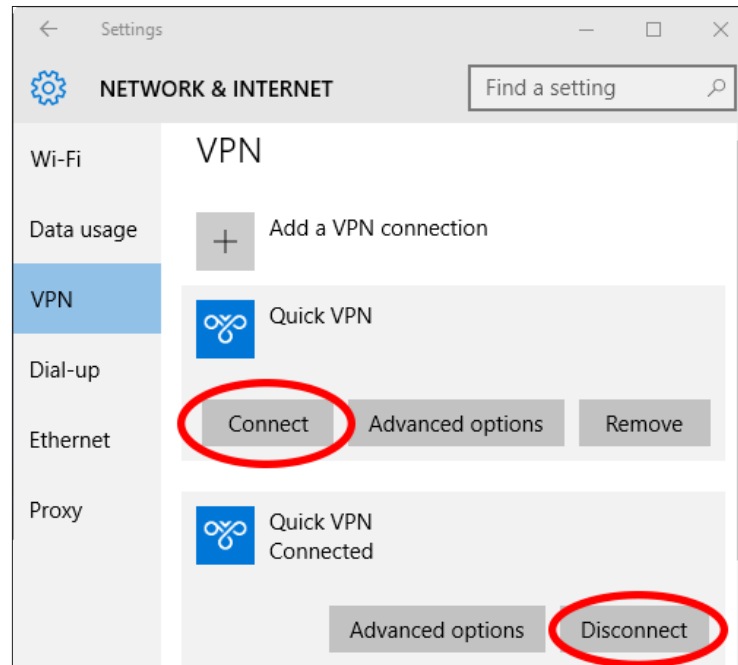 Settings
NETWORK & INTERNET
Find a setting
Wi-Fi
Data usage
VPN
Dial-up
Ethernet
Proxy
VPN
Add a VPN connection
Quick VPN
Connect Advanced options Remove
Quick VPN
Connected
Advanced options Disconnect